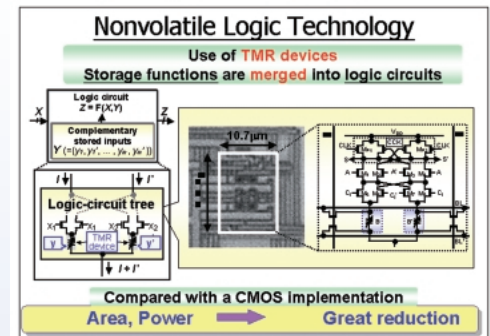 Nonvolatile Logic Technology
Use of TMR devices
Storage functions are merged into logic circuits
Logic circuit
Z = F(X,Y)
X
Z
Complementary
stored inputs
10.7μm
I
I'
Logic-circuit tree
TMR
device
y
y'
I + I'
Compared with a CMOS implementation
Area, Power
Great reduction